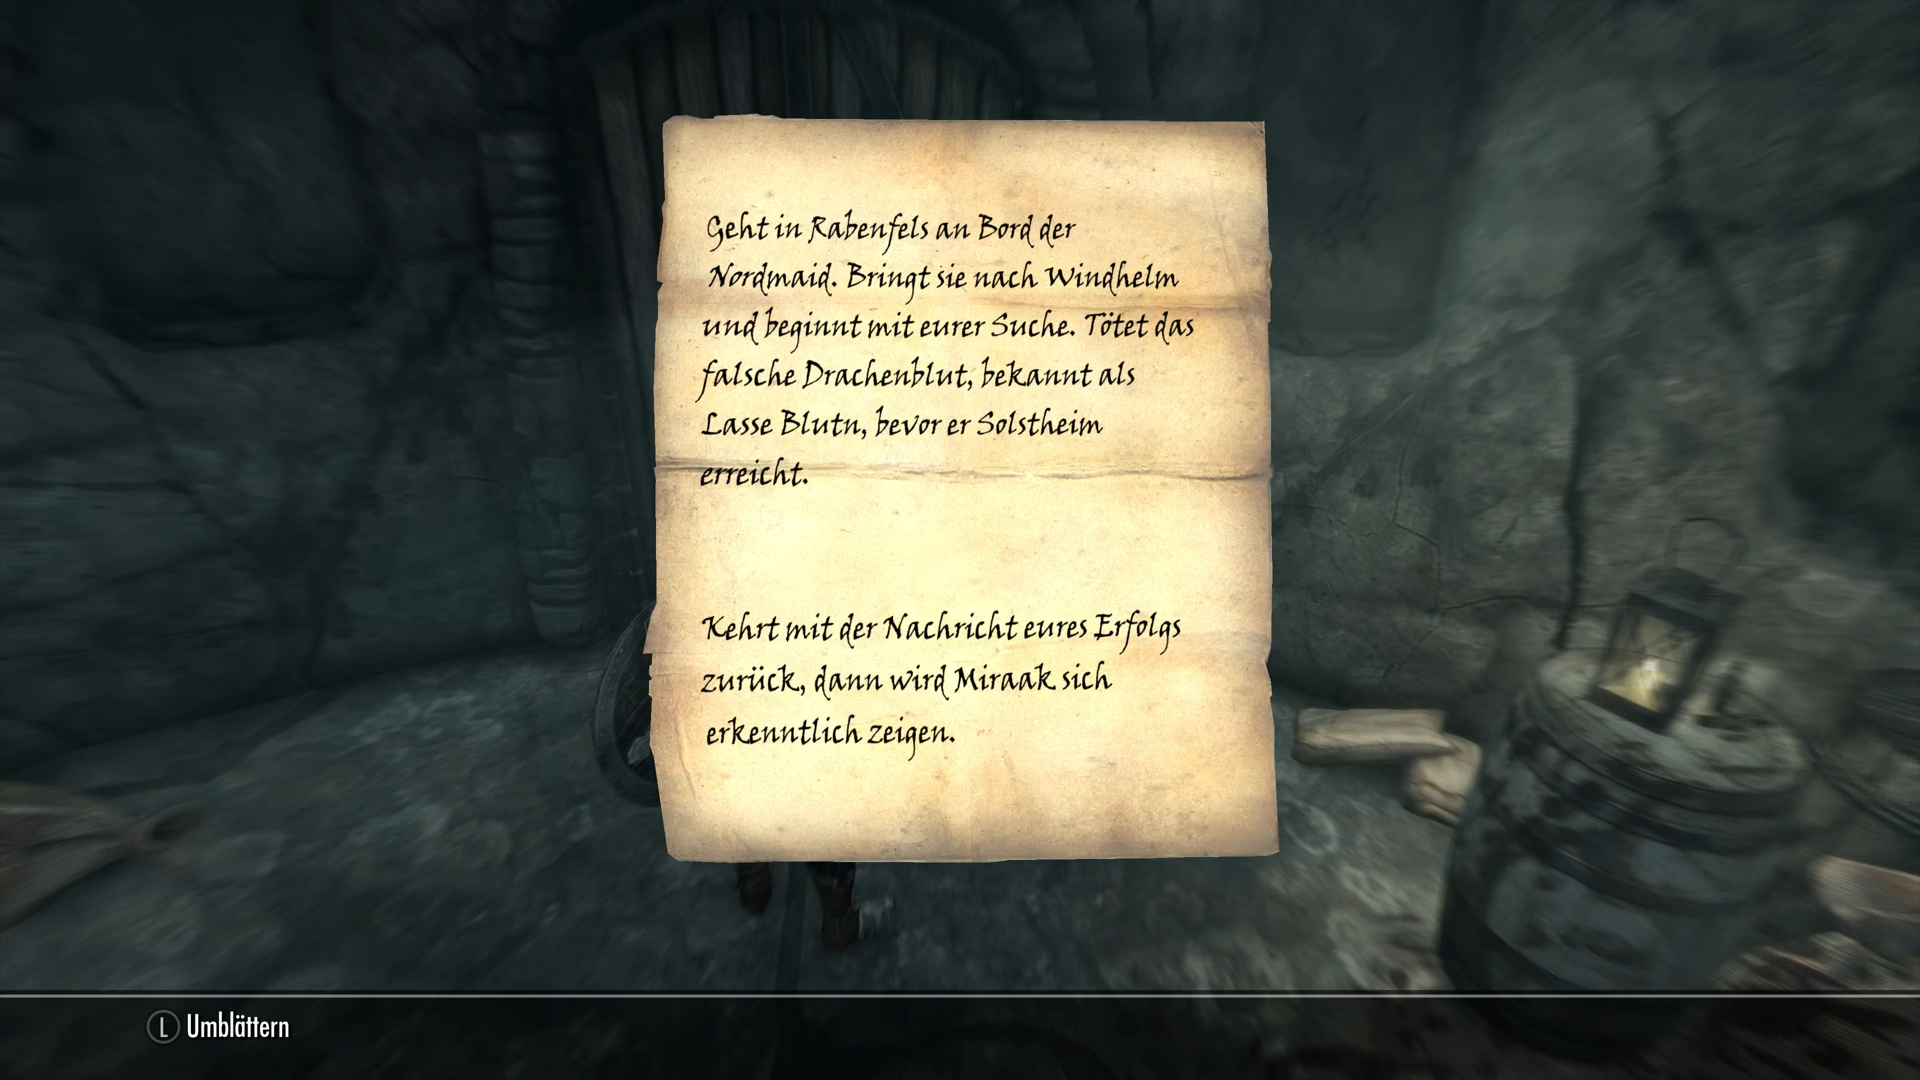 Geht in Rabenfels an Bord der
Nordmaid. Bringt sie nach Windhelm
und beginnt mit eurer Suche. Tötet das
falsche Drachenblut, bekannt als
Lasse Blutn, bevor er Solstheim
erreicht.
Kehrt mit der Nachricht eures Erfolgs
zurück, dann wird Miraak sich
erkenntlich zeigen.
L Umblättern